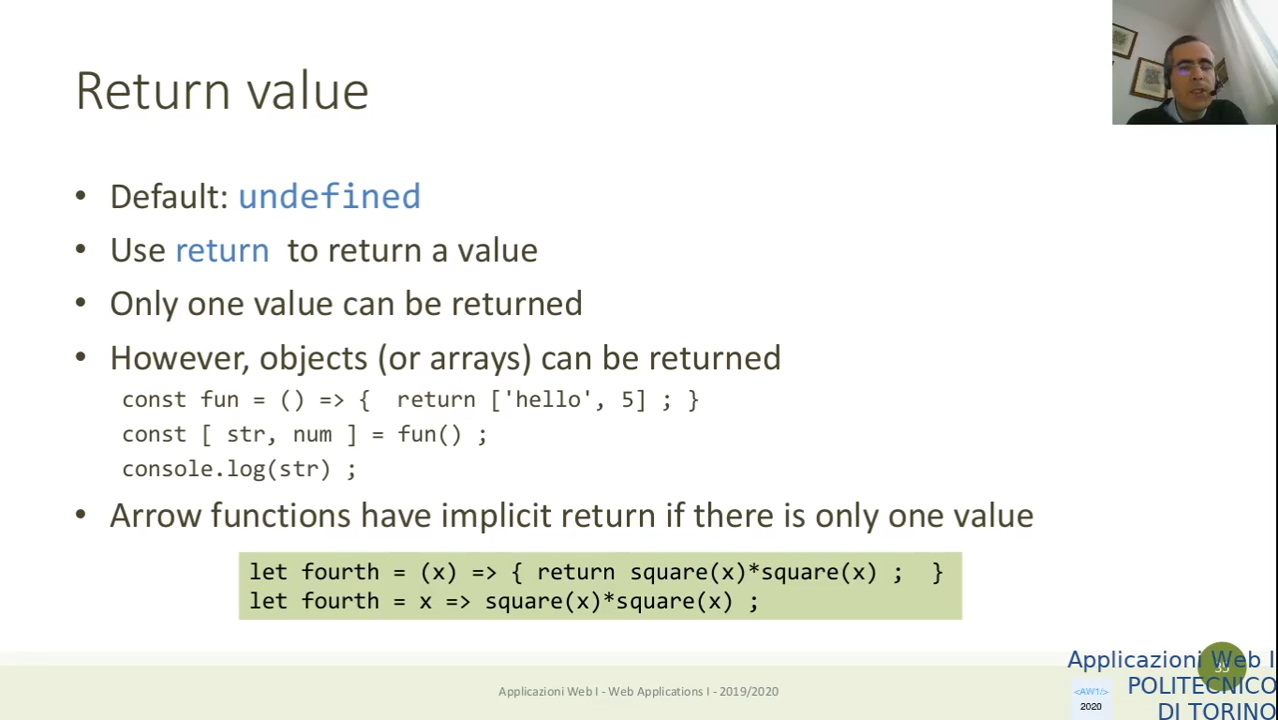 Return value
• Default: undefined
• Use return to return a value
• Only one value can be returned
• However, objects (or arrays) can be returned
const fun = () => { return ['hello', 5] ; }
const [ str, num ] = fun() ;
console.log(str) ;
• Arrow functions have implicit return if there is only one value
let fourth = (x) => { return square(x)*square(x) ; }
let fourth = x => square(x)*square(x) ;
Applicazioni Web I - Web Applications I - 2019/2020
Applicazioni Web I
POLITECNICO
DI TORINO
<AW1/>
2020